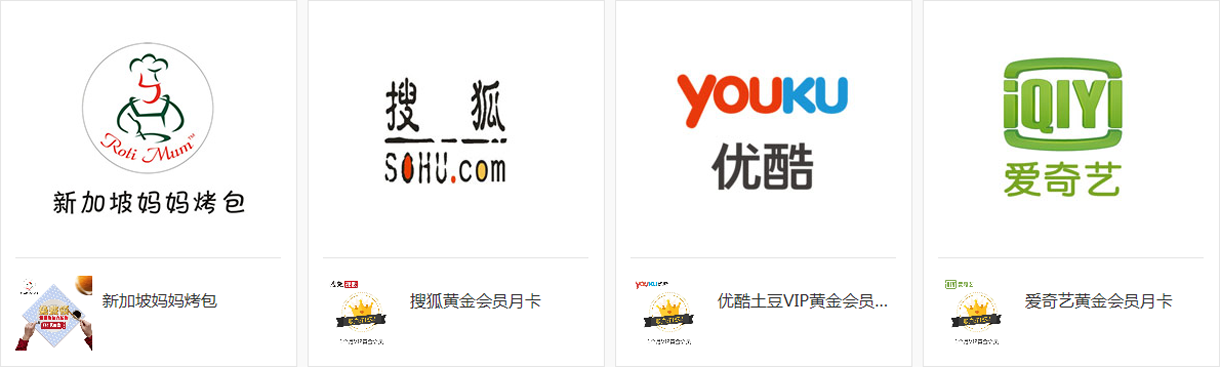 Roti Mum™
新加坡妈妈烤包
新加坡妈妈烤包
搜狐
SOHU.com
搜狐黄金会员月卡
YOUKU
优酷
优酷土豆VIP黄金会员...
iQIYI
爱奇艺
爱奇艺黄金会员月卡